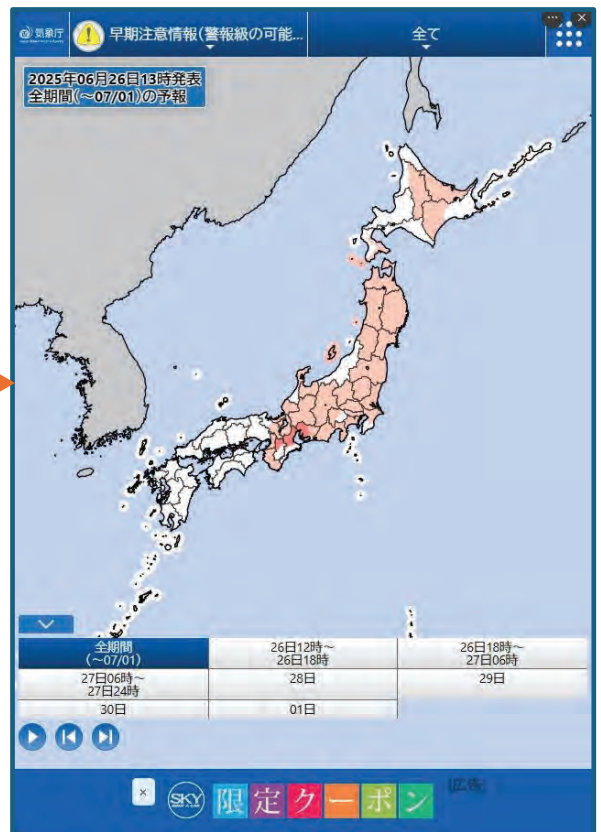 気象庁
早期注意情報(警報級の可能...
全て
2025年06月26日13時発表
全期間(~07/01)の予報
全期間
(~07/01)
26日12時~
26日18時
26日18時~
27日06時
27日06時~
27日24時
28日
29日
30日
01日
SKY
限定クーポン
[広告]